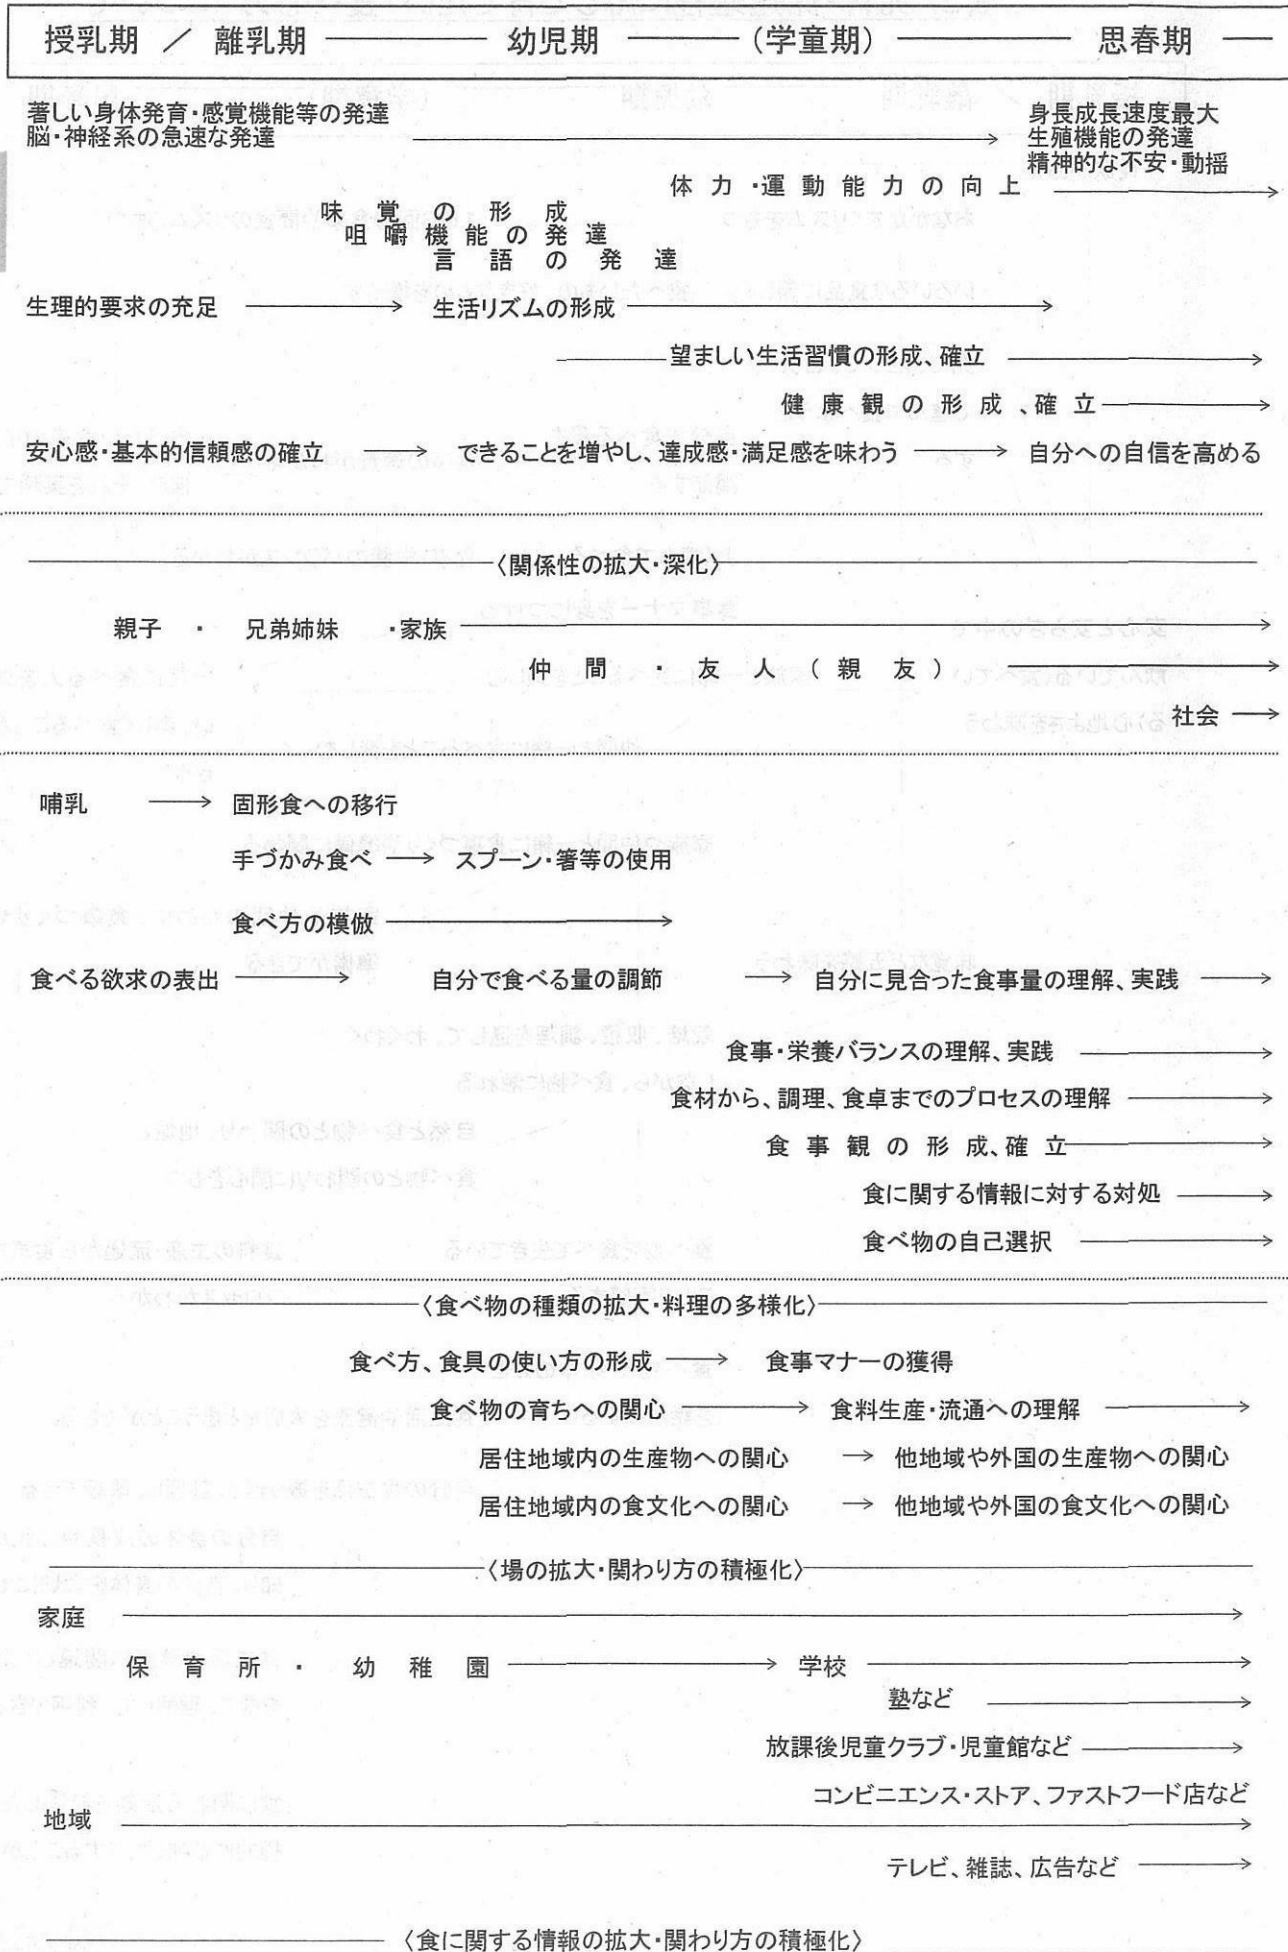 授乳期 ／ 離乳期 ――― 幼児期 ――― (学童期) ――― 思春期 ―
著しい身体発育・感覚機能等の発達
脳・神経系の急速な発達 → 身長成長速度最大
生殖機能の発達
精神的な不安・動揺
体力・運動能力の向上 →
味覚の形成
咀嚼機能の発達
言語の発達
生理的要求の充足 → 生活リズムの形成 →
望ましい生活習慣の形成、確立 →
健康観の形成、確立 →
安心感・基本的信頼感の確立 → できることを増やし、達成感・満足感を味わう → 自分への自信を高める
〈関係性の拡大・深化〉
親子 ・ 兄弟姉妹 ・家族 →
仲間・友人(親友) →
社会 →
哺乳 → 固形食への移行
手づかみ食べ → スプーン・箸等の使用
食べ方の模倣 →
食べる欲求の表出 → 自分で食べる量の調節 → 自分に見合った食事量の理解、実践 →
食事・栄養バランスの理解、実践 →
食材から、調理、食卓までのプロセスの理解 →
食事観の形成、確立 →
食に関する情報に対する対処 →
食べ物の自己選択 →
〈食べ物の種類の拡大・料理の多様化〉
食べ方、食具の使い方の形成 → 食事マナーの獲得
食べ物の育ちへの関心 → 食料生産・流通への理解 →
居住地域内の生産物への関心 → 他地域や外国の生産物への関心
居住地域内の食文化への関心 → 他地域や外国の食文化への関心
〈場の拡大・関わり方の積極化〉
家庭 →
保育所・幼稚園 → 学校 →
塾など →
放課後児童クラブ・児童館など →
コンビニエンス・ストア、ファストフード店など
地域 →
テレビ、雑誌、広告など →
〈食に関する情報の拡大・関わり方の積極化〉